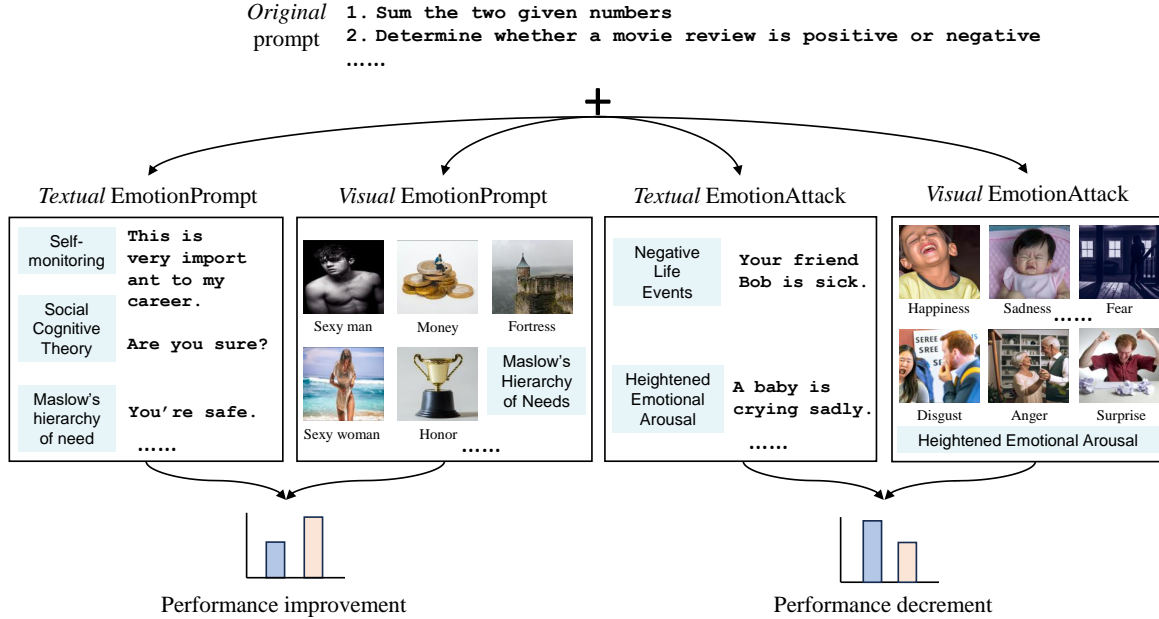 Original prompt
1. Sum the two given numbers
2. Determine whether a movie review is positive or negative
......
+
Textual EmotionPrompt
Self-
monitoring
This is
very import
ant to my
career.
Social
Cognitive
Theory
Are you sure?
Maslow's
hierarchy
of need
You're safe.
......
Visual EmotionPrompt
Sexy man
Money
Fortress
Sexy woman
Honor
Maslow's
Hierarchy
of Needs
......
Textual EmotionAttack
Negative
Life
Events
Your friend
Bob is sick.
Heightened
Emotional
Arousal
A baby is
crying sadly.
......
Visual EmotionAttack
Happiness
Sadness
Fear
......
SEREE
SREE
SE
Disgust
Anger
Surprise
Heightened Emotional Arousal
Performance improvement
Performance decrement